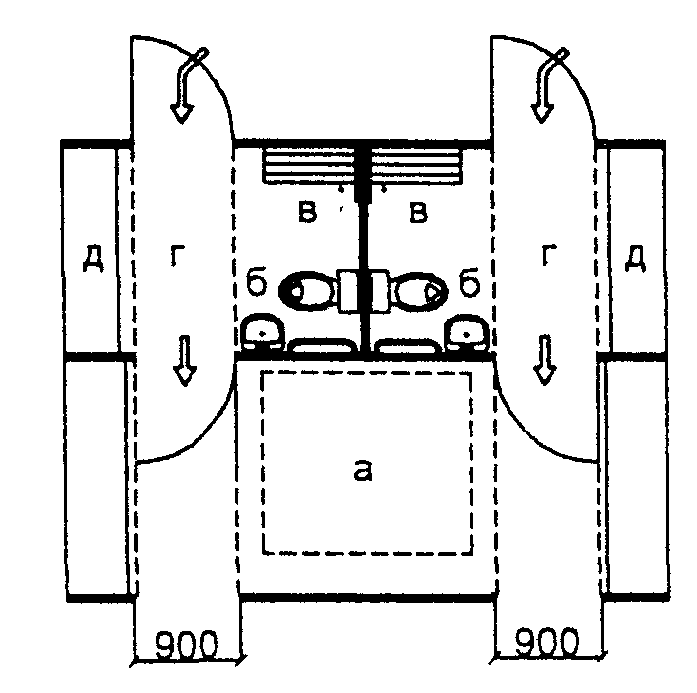 в в
д г б б г д
а
900 900